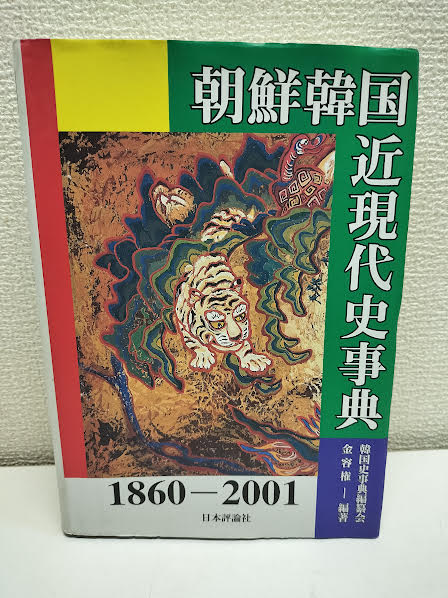 朝鮮韓国
近現代史事典
韓国史事典編纂会
金容権―編著
1860－2001
日本評論社